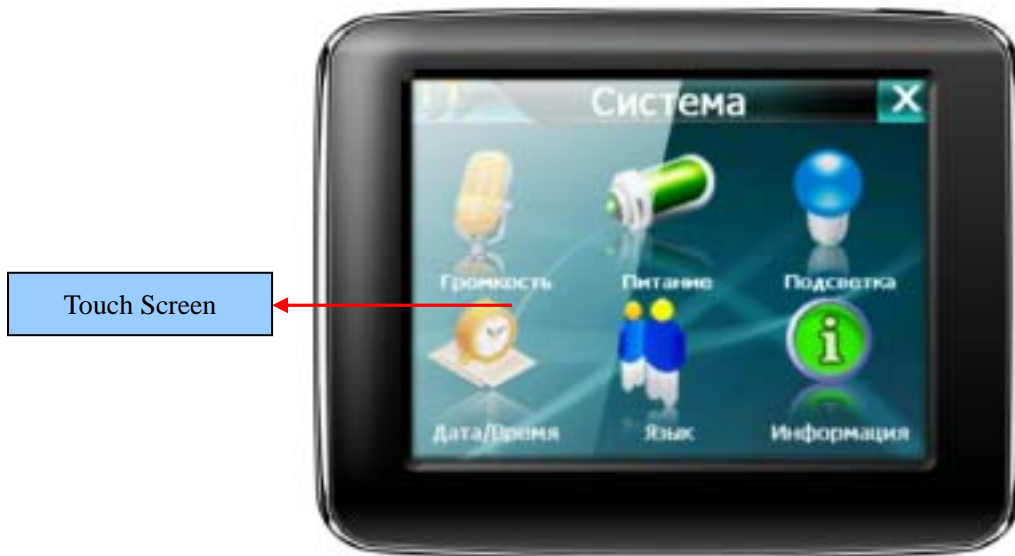 Система X
Громкость Питание Подсветка
Touch Screen
Дата/Время Язык Информация